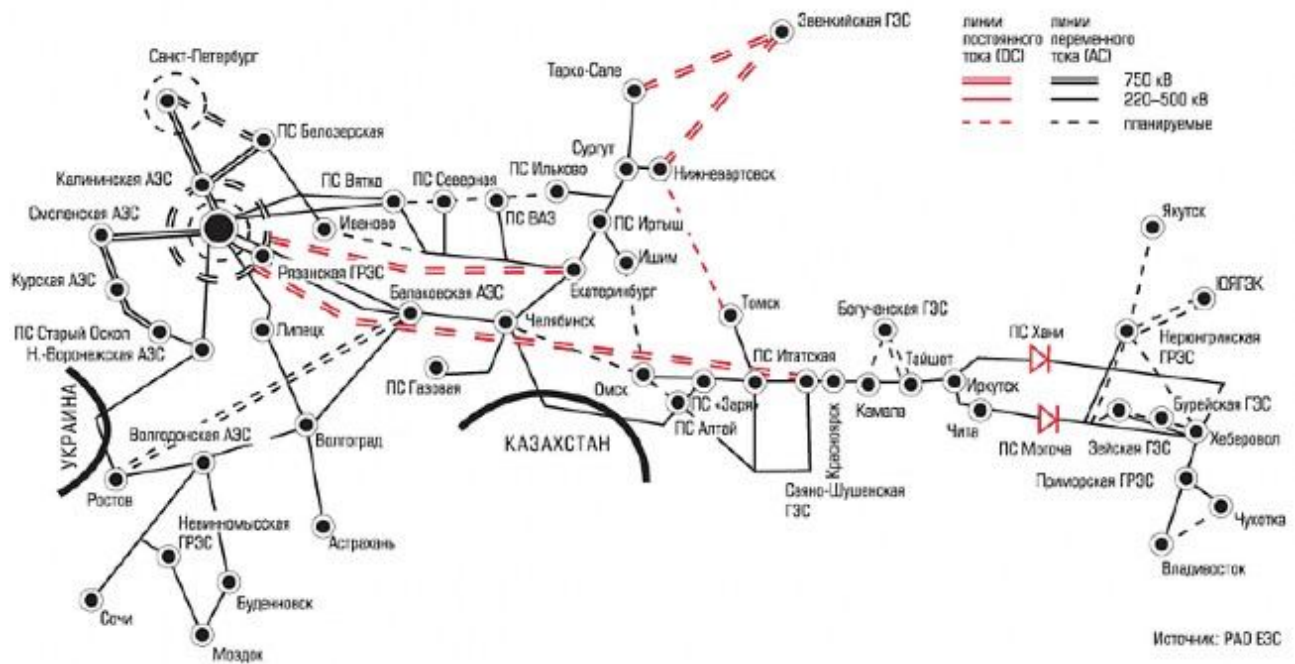 Звенкийская ГЭС
линии
постоянного
тока (DC)
линии
переменного
тока (AC)
750 кВ
220–500 кВ
планируемые
Санкт-Петербург
Тарко-Сале
ПС Белозерская
Сургут
Нижневартовск
Калининская АЭС
ПС Вятка
ПС Северная
ПС Ильково
Смоленская АЭС
Иваново
ПС ВАЗ
ПС Иртыш
Якутск
Ишим
Курская АЭС
Рязанская ГРЭС
Екатеринбург
Балаковская АЭС
Томск
Богучанская ГЭС
ЮЯГЭК
ПС Старый Оскол
Н.-Воронежская АЭС
Липецк
Челябинск
ПС Хани
Нерюнгринская
ГРЭС
ПС Итатская
Тайшет
ПС Газовая
Омск
Иркутск
УКРАИНА
КАЗАХСТАН
ПС «Заря»
ПС Алтай
Красноярск
Камала
Чита
ПС Могоча
Бурейская ГЭС
Зейская ГЭС
Хеберовол
Волгодонская АЭС
Волгоград
Ростов
Саяно-Шушенская
ГЭС
Приморская ГРЭС
Чукотка
Невинномысская
ГРЭС
Астрахань
Владивосток
Сочи
Буденновск
Моздок
Источник: РАО ЕЭС